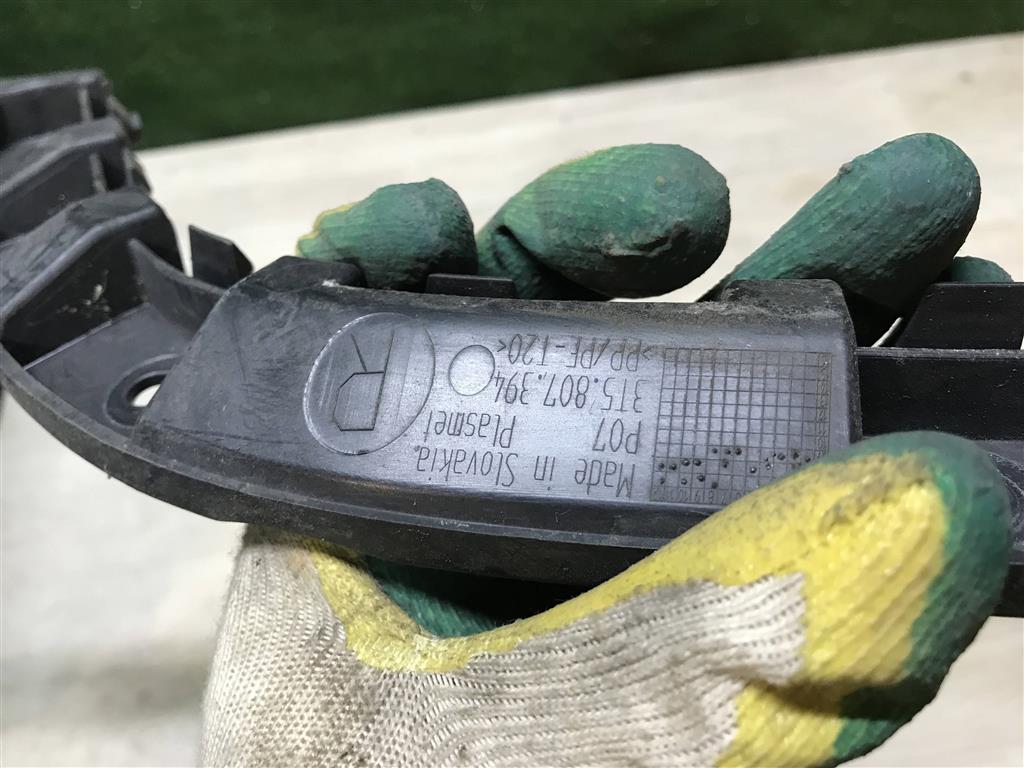 >PP/PE-T20<
3T5.807.394
P07
Plasmet
Made in Slovakia.
R